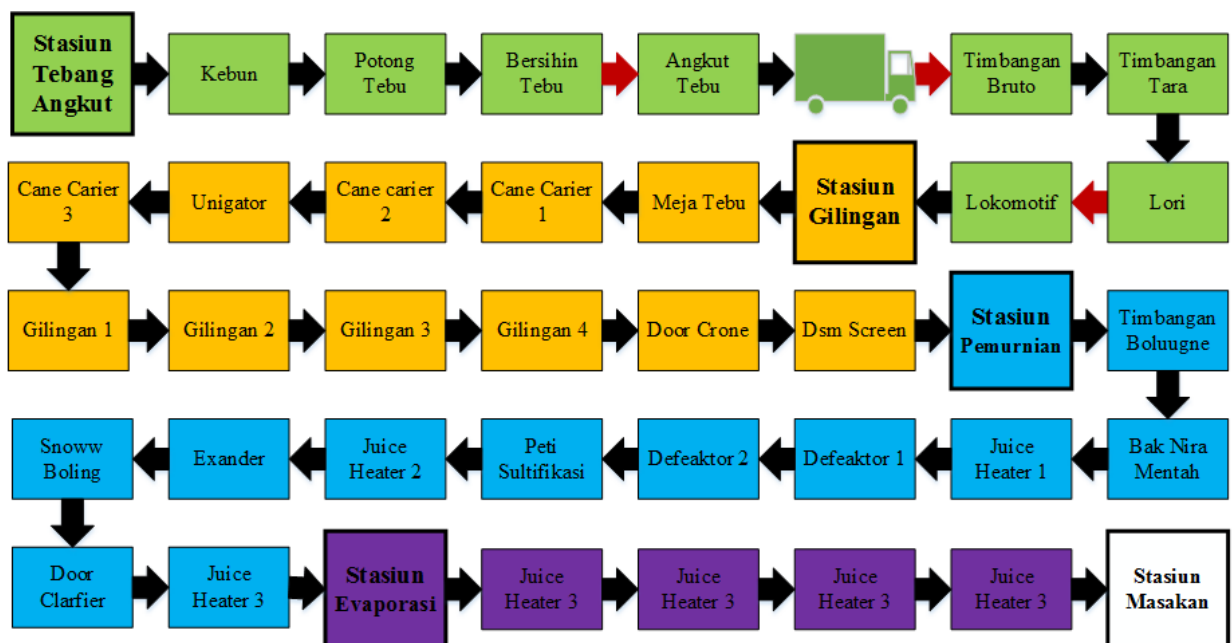 Stasiun
Tebang
Angkut
Kebun
Potong
Tebu
Bersihin
Tebu
Angkut
Tebu
Timbangan
Bruto
Timbangan
Tara
Lori
Lokomotif
Stasiun
Gilingan
Meja Tebu
Cane Carier
1
Cane carier
2
Unigator
Cane Carier
3
Gilingan 1
Gilingan 2
Gilingan 3
Gilingan 4
Door Crone
Dsm Screen
Stasiun
Pemurnian
Timbangan
Boluugne
Bak Nira
Mentah
Juice
Heater 1
Defeaktor 1
Defeaktor 2
Peti
Sultifikasi
Juice
Heater 2
Exander
Snoww
Boling
Door
Clarfier
Juice
Heater 3
Stasiun
Evaporasi
Juice
Heater 3
Juice
Heater 3
Juice
Heater 3
Juice
Heater 3
Stasiun
Masakan